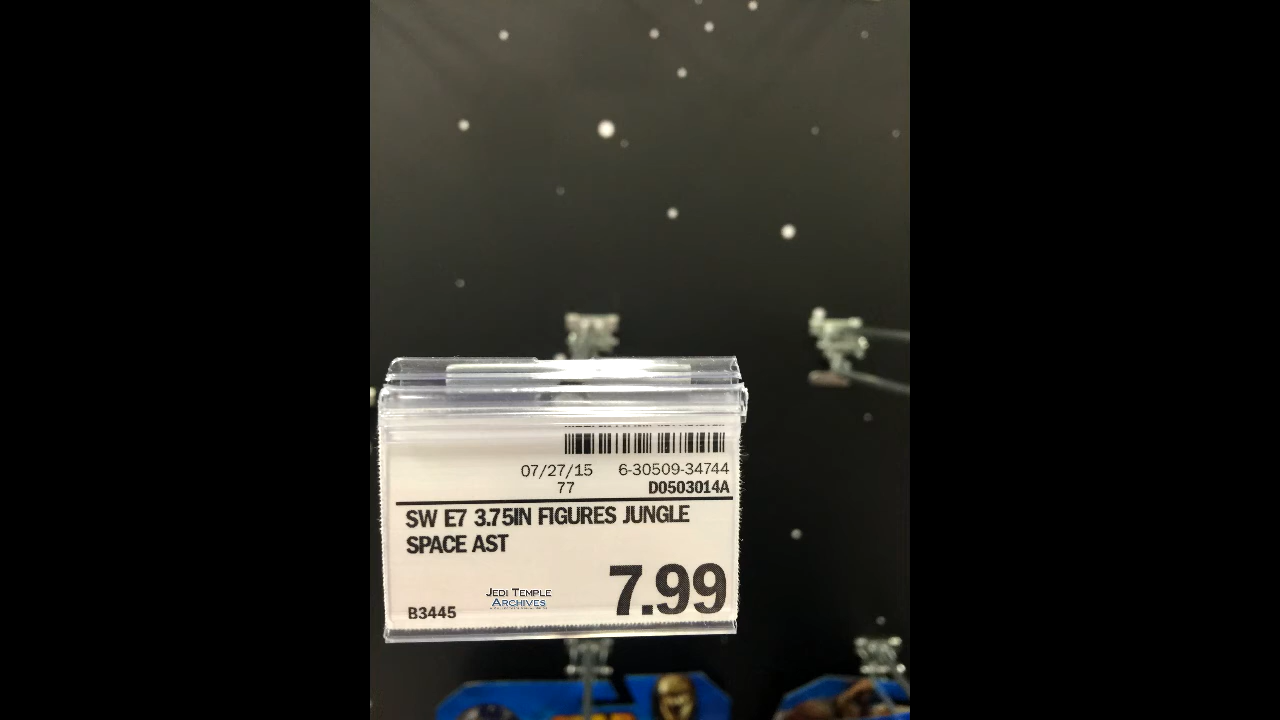 07/27/15 6-30509-34744
77 D0503014A
SW E7 3.75IN FIGURES JUNGLE
SPACE AST
7.99
B3445
JEDI TEMPLE
ARCHIVES